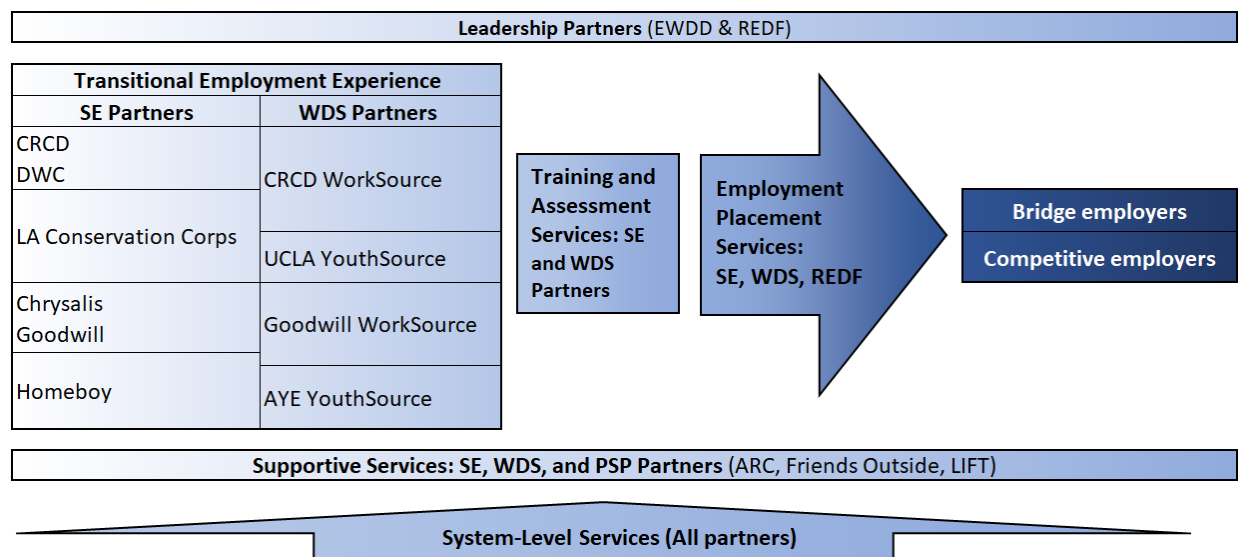 Leadership Partners (EWDD & REDF)
Transitional Employment Experience
SE Partners
WDS Partners
CRCD
DWC
LA Conservation Corps
Chrysalis
Goodwill
Homeboy
CRCD WorkSource
UCLA YouthSource
Goodwill WorkSource
AYE YouthSource
Training and
Assessment
Services: SE
and WDS
Partners
Employment
Placement
Services:
SE, WDS, REDF
Bridge employers
Competitive employers
Supportive Services: SE, WDS, and PSP Partners (ARC, Friends Outside, LIFT)
System-Level Services (All partners)